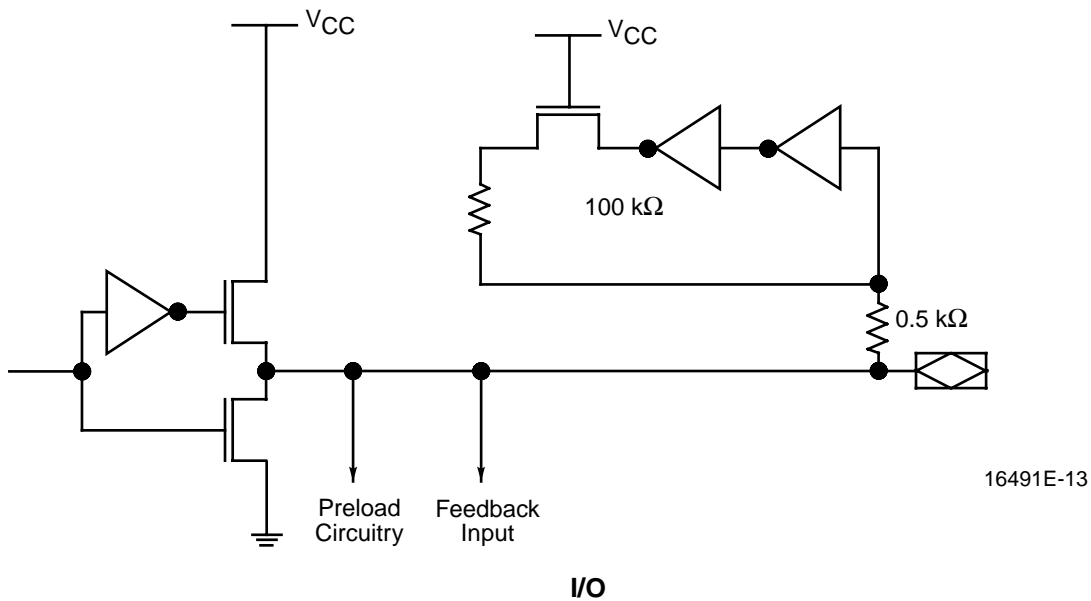 VCC
VCC
100 kΩ
0.5 kΩ
16491E-13
Preload
Circuitry
Feedback
Input
I/O